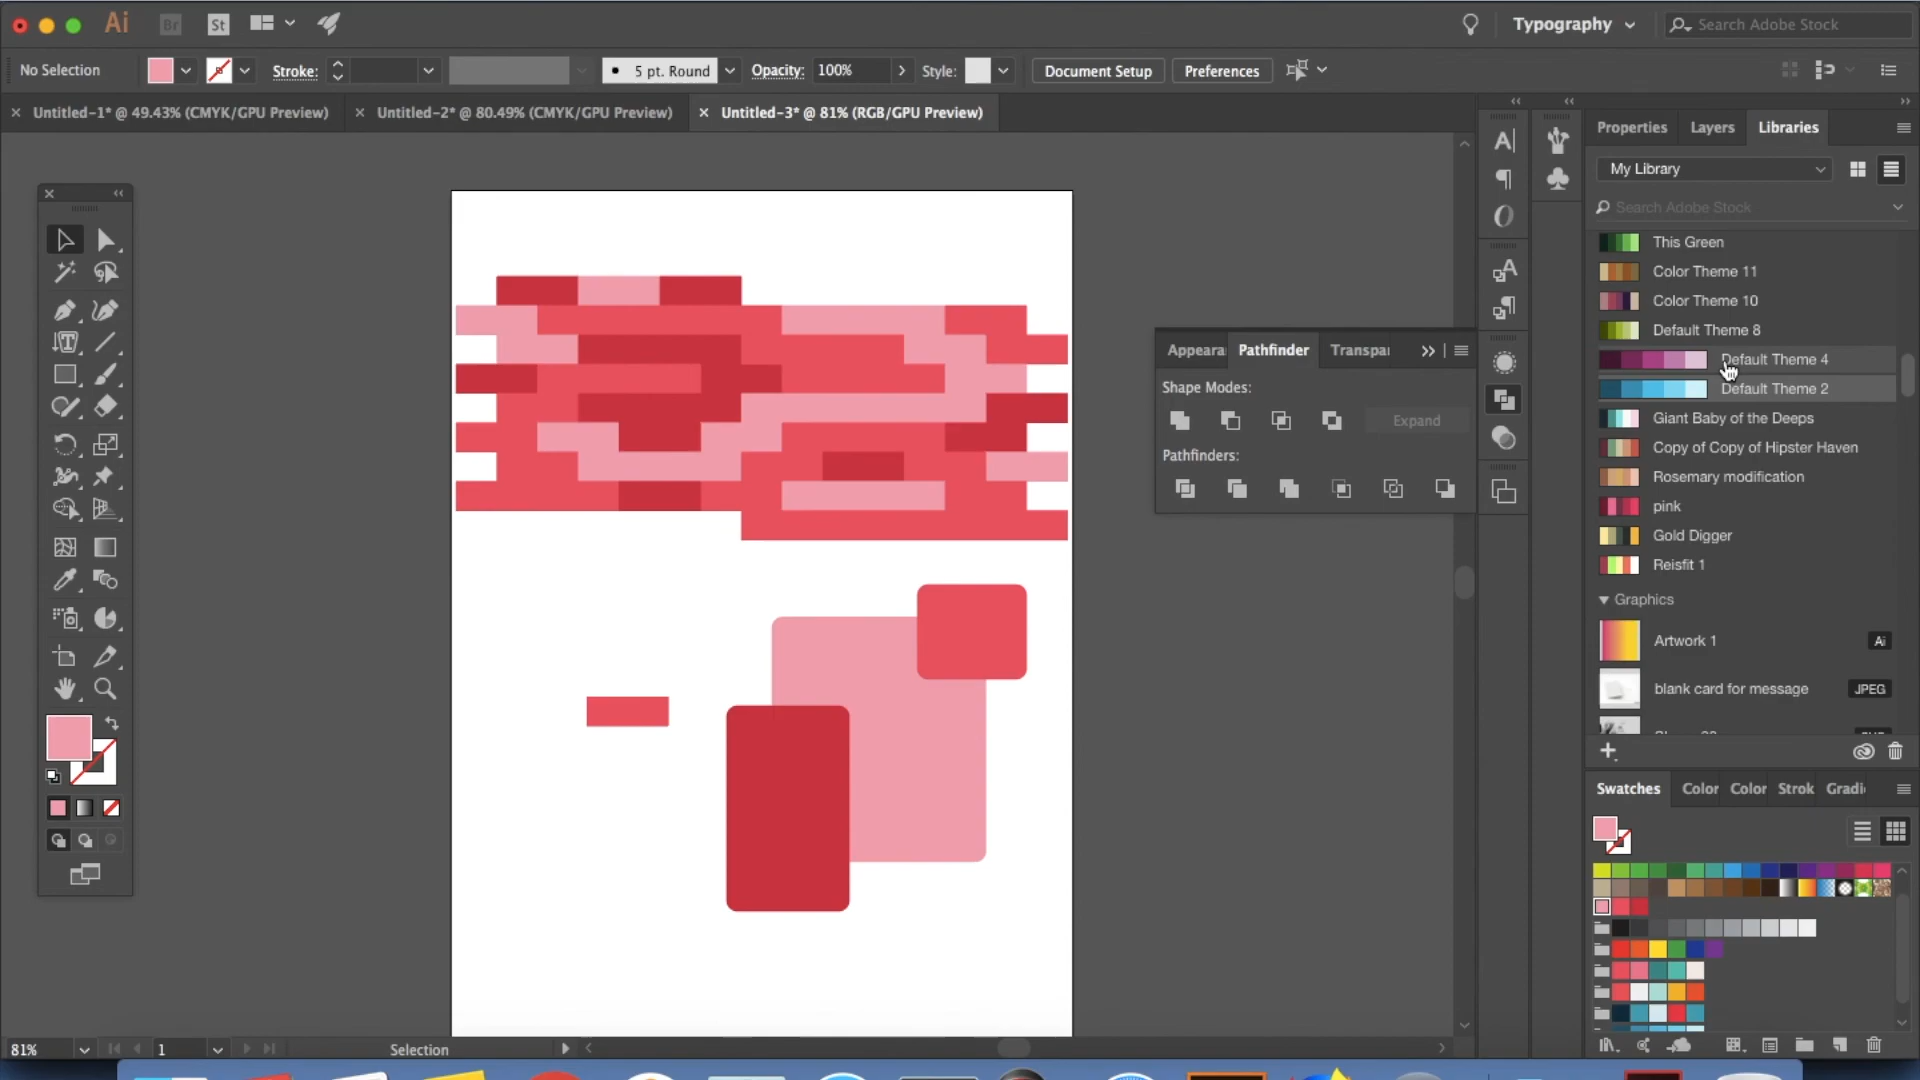 Ai Br St Typography Search Adobe Stock
No Selection Stroke: 5 pt. Round Opacity: 100% Style: Document Setup Preferences
Untitled-1* @ 49.43% (CMYK/GPU Preview) Untitled-2* @ 80.49% (CMYK/GPU Preview) Untitled-3* @ 81% (RGB/GPU Preview)
Properties Layers Libraries
My Library
Search Adobe Stock
This Green
Color Theme 11
Color Theme 10
Default Theme 8
Default Theme 4
Default Theme 2
Giant Baby of the Deeps
Copy of Copy of Hipster Haven
Rosemary modification
pink
Gold Digger
Reisfit 1
Graphics
Artwork 1 Ai
blank card for message JPEG
Appeara Pathfinder Transpai
Shape Modes:
Expand
Pathfinders:
Swatches Color Color Strok Gradi
81% 1 Selection